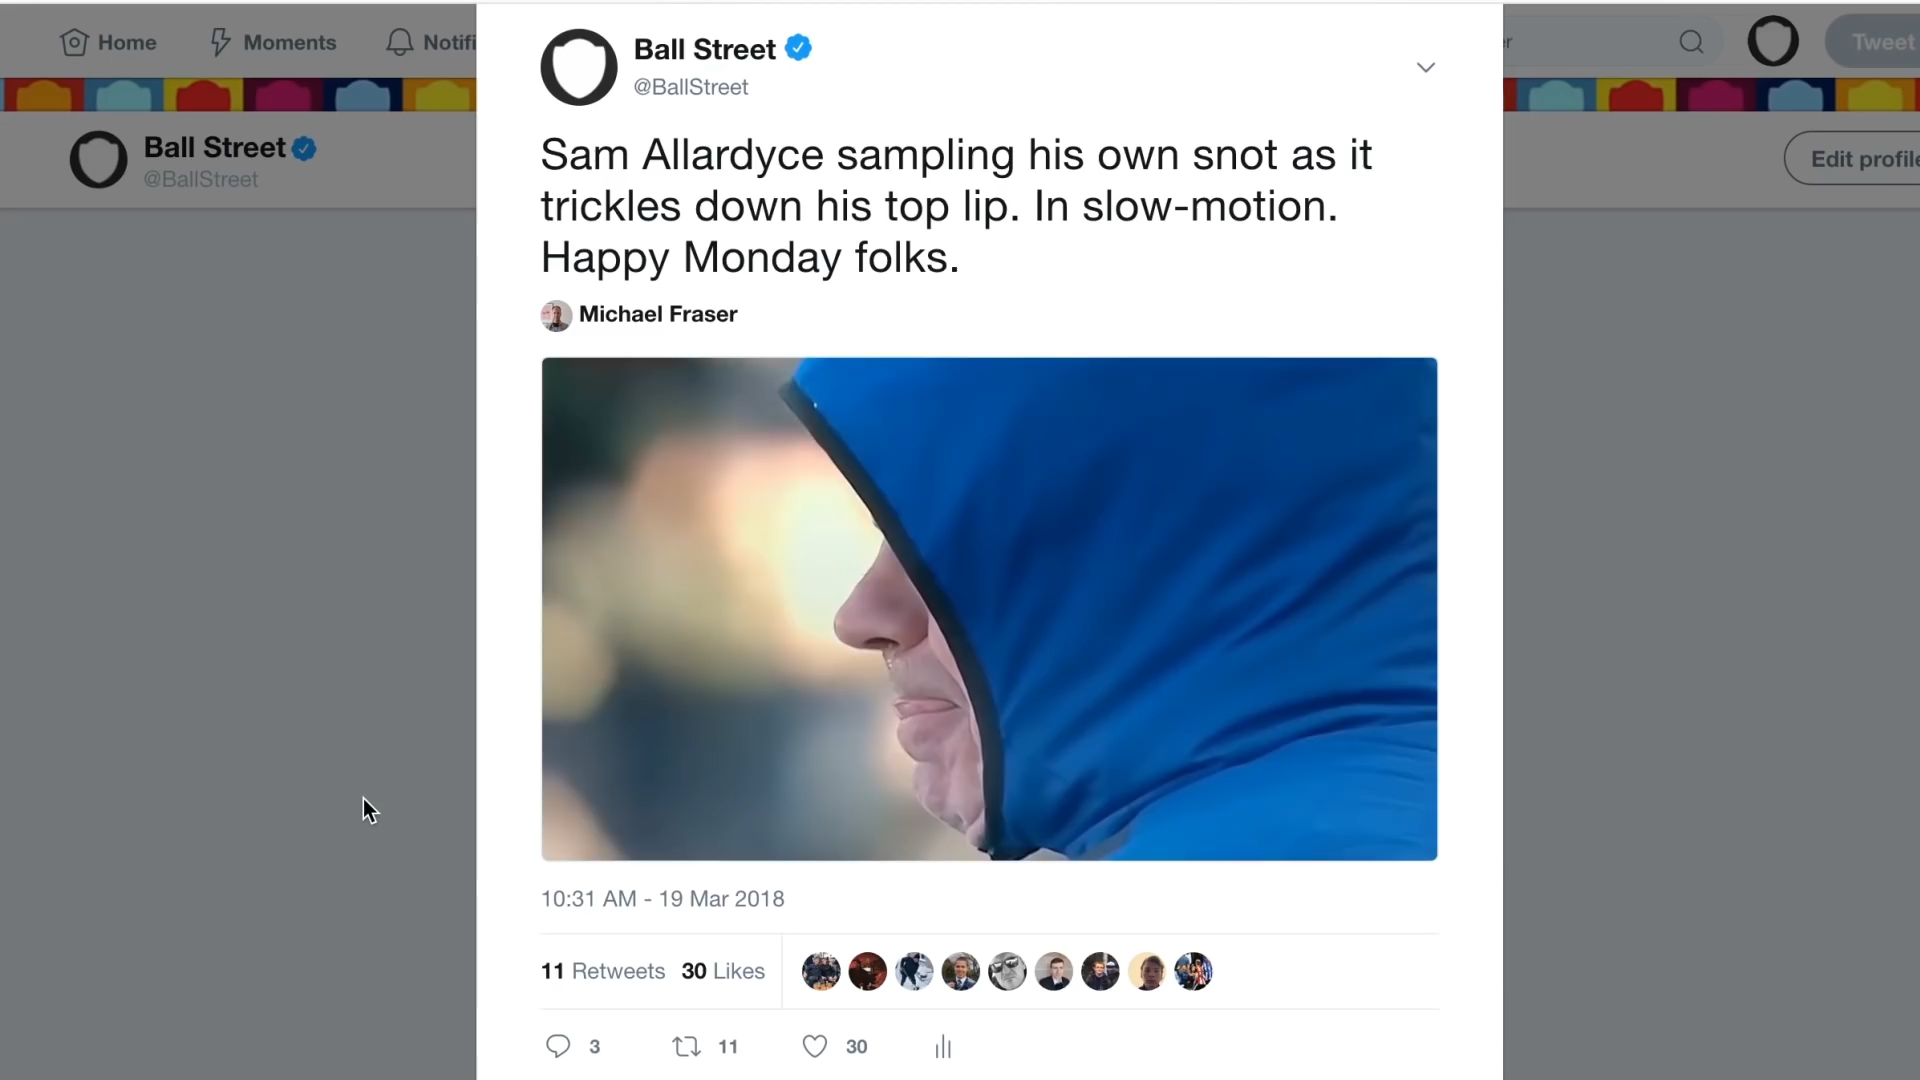 Home
Moments
Notifi
er
Tweet
Ball Street
@BallStreet
Edit profile
Ball Street
@BallStreet
Sam Allardyce sampling his own snot as it
trickles down his top lip. In slow-motion.
Happy Monday folks.
Michael Fraser
10:31 AM - 19 Mar 2018
11 Retweets 30 Likes
3
11
30